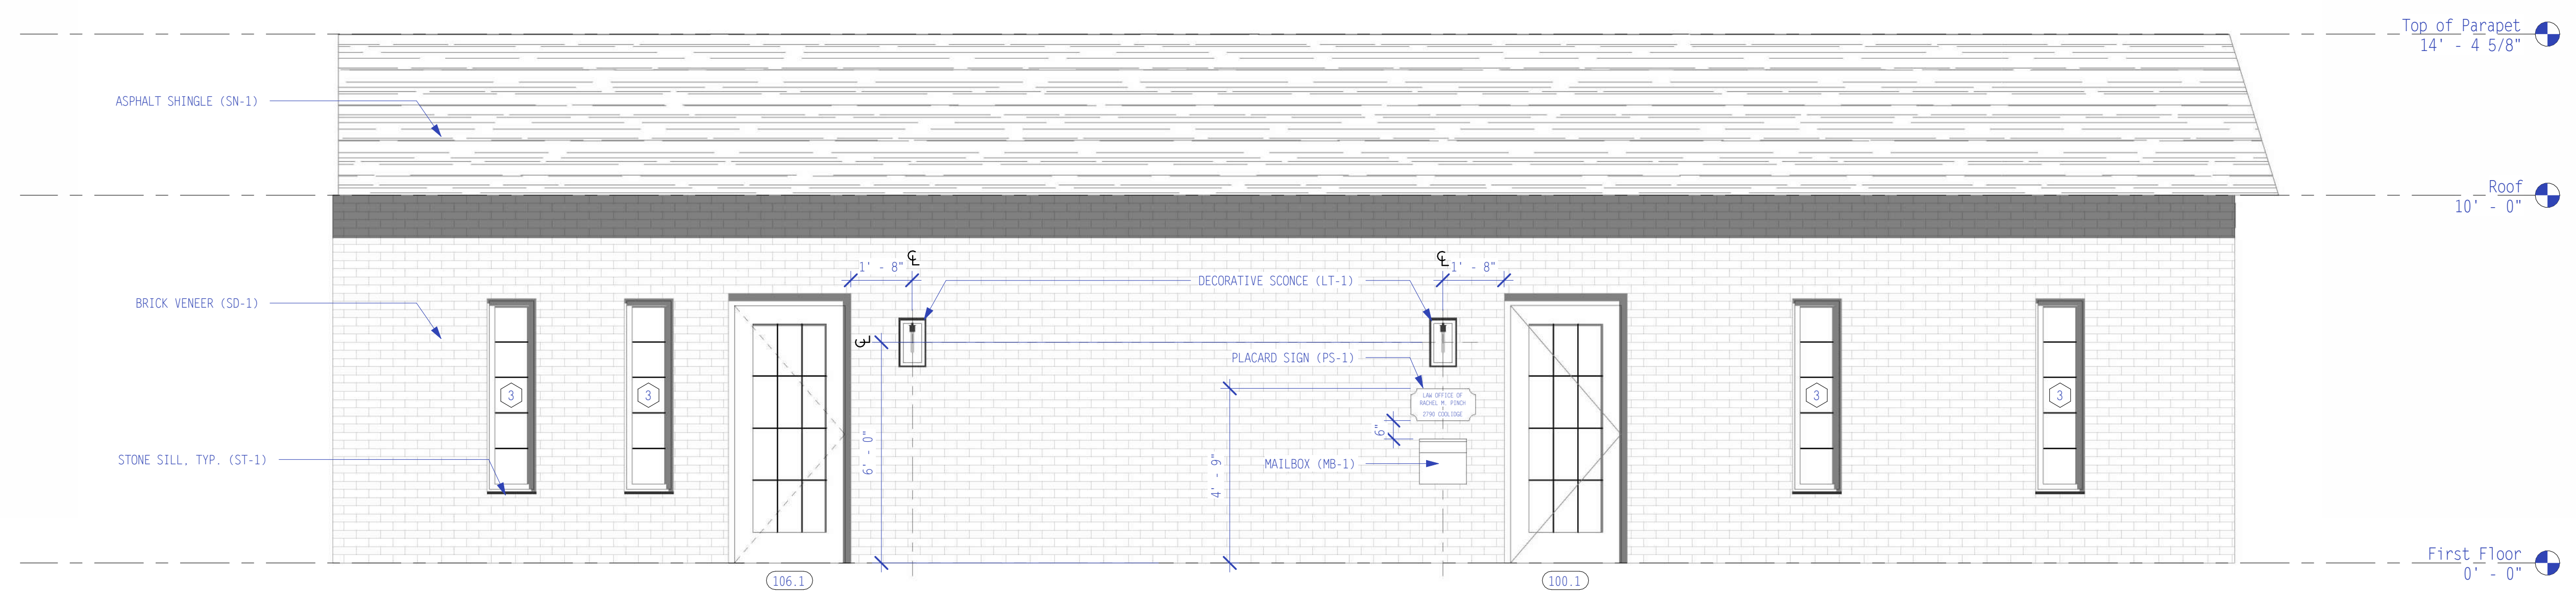 Top of Parapet
14' - 4 5/8"
ASPHALT SHINGLE (SN-1)
Roof
10' - 0"
BRICK VENEER (SD-1)
1' - 8"
℄
DECORATIVE SCONCE (LT-1)
℄
1' - 8"
℄
PLACARD SIGN (PS-1)
LAW OFFICE OF
RACHEL M. PINCH
2790 COOLIDGE
3
3
3
3
6"
6' - 0"
4' - 9"
STONE SILL, TYP. (ST-1)
MAILBOX (MB-1)
First Floor
0' - 0"
106.1
100.1